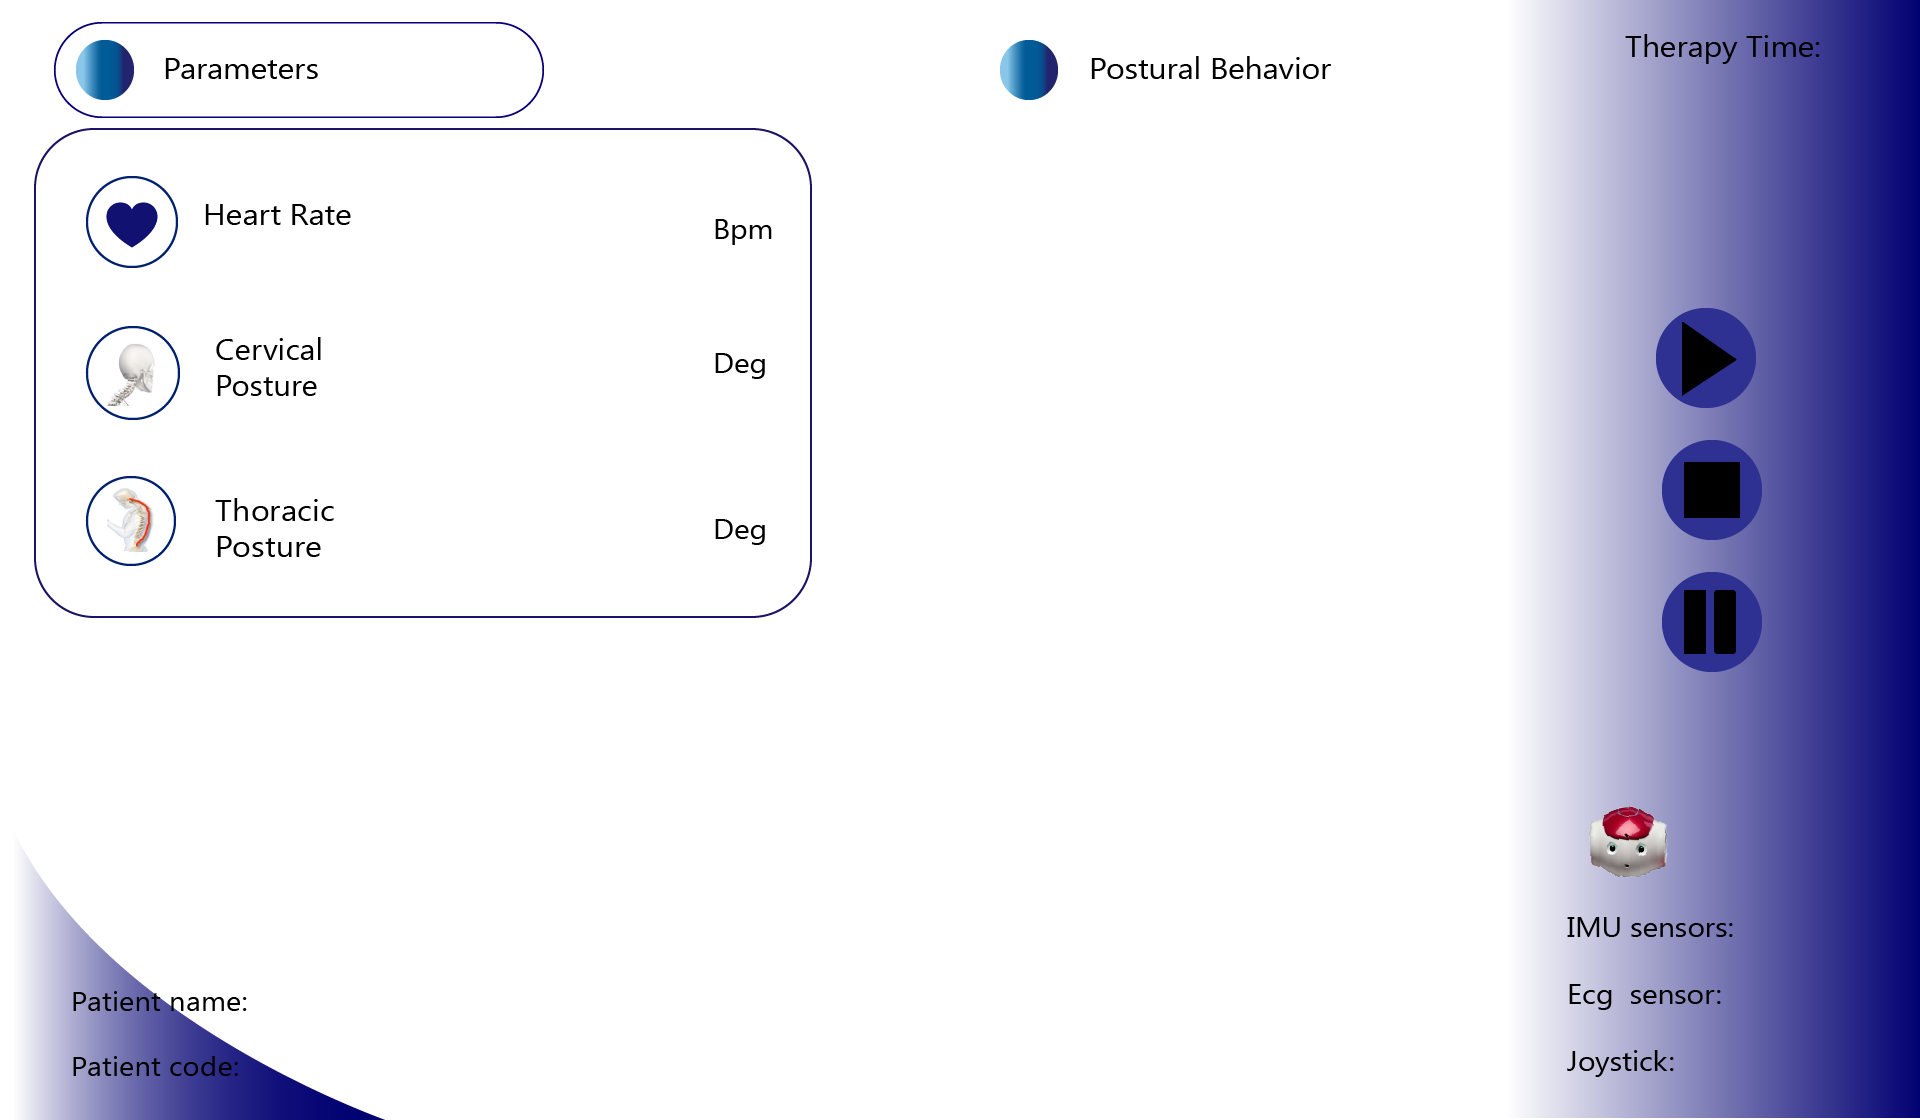 Parameters
Postural Behavior
Therapy Time:
Heart Rate
Bpm
Cervical
Posture
Deg
Thoracic
Posture
Deg
IMU sensors:
Ecg  sensor:
Joystick:
Patient name:
Patient code: